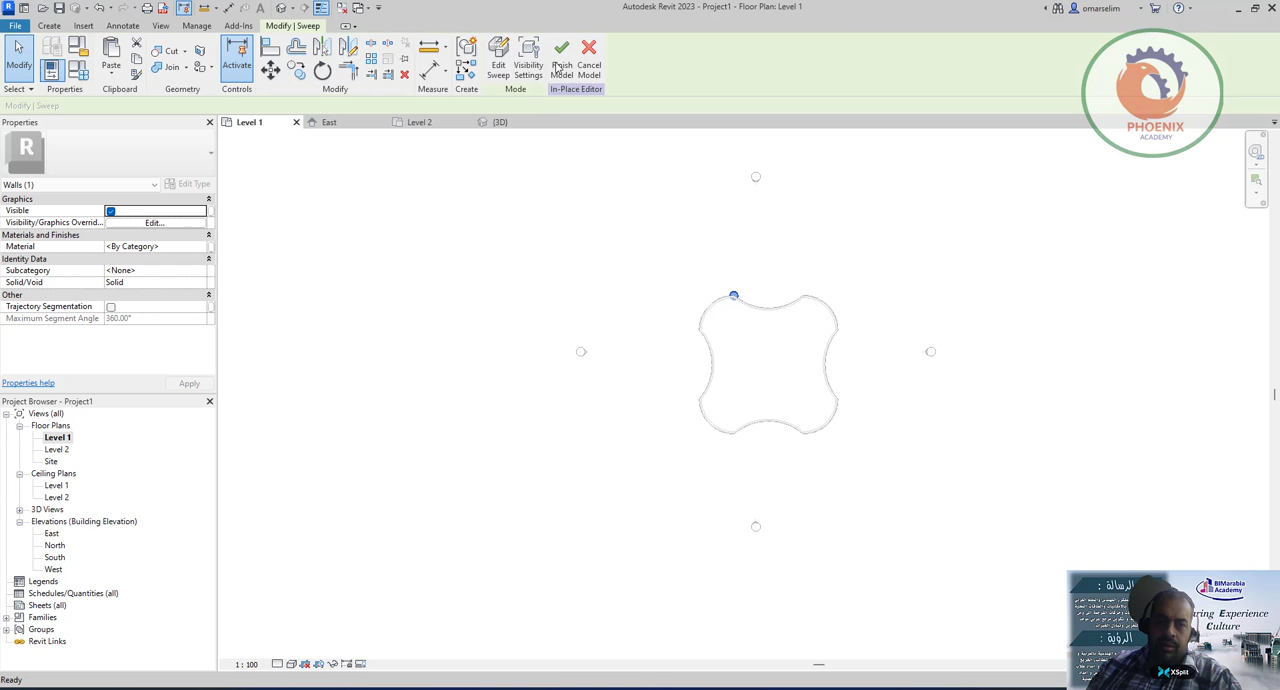 Autodesk Revit 2023 - Project1 - Floor Plan: Level 1
omarselim
File Create Insert Annotate View Manage Add-Ins Modify | Sweep
Modify
Paste
Cut
Join
Activate
Edit Sweep
Visibility Settings
Finish Model
Cancel Model
Select Properties Clipboard Geometry Controls Modify Measure Create Mode In-Place Editor
Modify | Sweep
Properties
Level 1 East Level 2 {3D}
R
Walls (1) Edit Type
Graphics
Visible
Visibility/Graphics Overrid... Edit...
Materials and Finishes
Material <By Category>
Identity Data
Subcategory <None>
Solid/Void Solid
Other
Trajectory Segmentation
Maximum Segment Angle 360.00°
Properties help Apply
Project Browser - Project1
Views (all)
Floor Plans
Level 1
Level 2
Site
Ceiling Plans
Level 1
Level 2
3D Views
Elevations (Building Elevation)
East
North
South
West
Legends
Schedules/Quantities (all)
Sheets (all)
Families
Groups
Revit Links
1 : 100
Ready
PHOENIX
ACADEMY
الرسالة :
BIMarabia
Academy
uring Experience
Culture
الرؤية :
XSplit